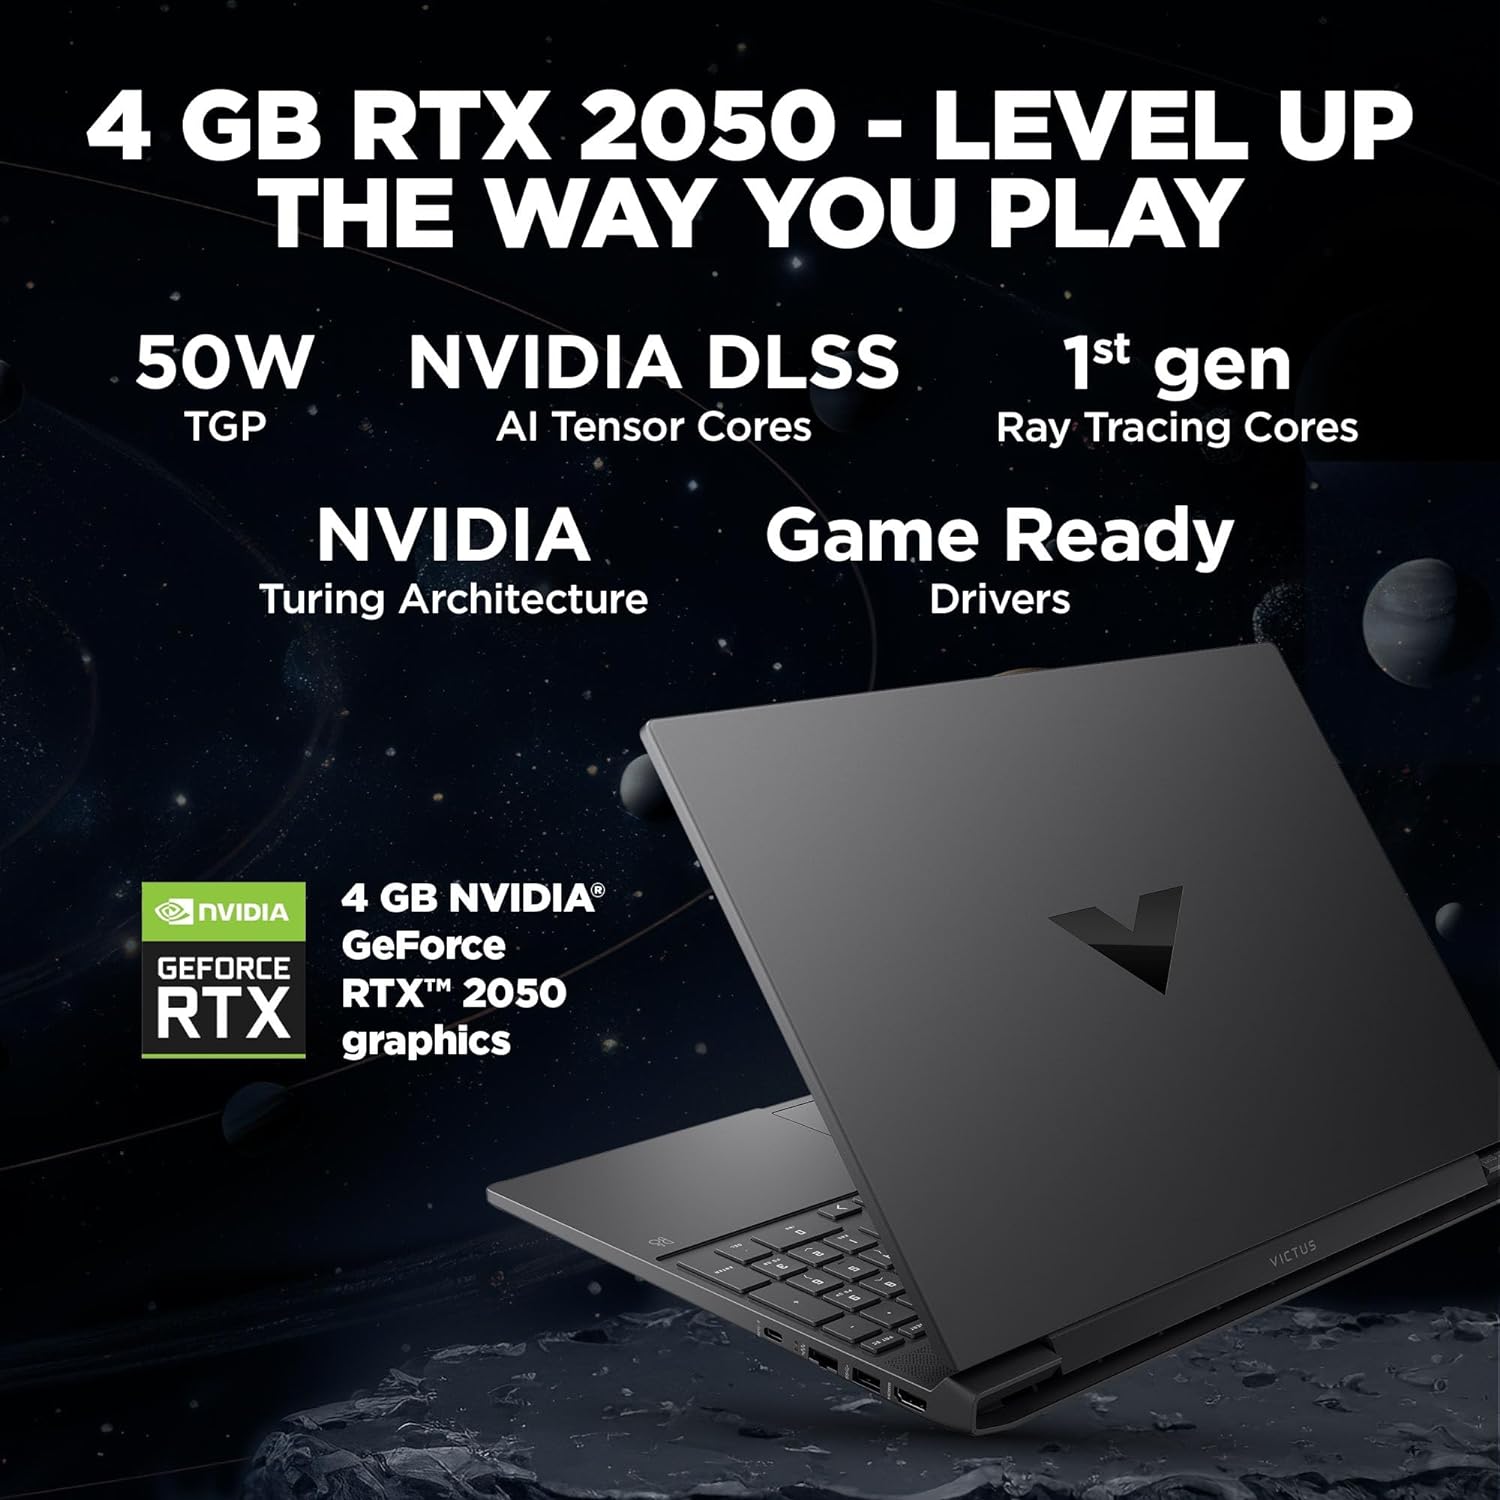 4 GB RTX 2050 - LEVEL UP
THE WAY YOU PLAY
50W
TGP
NVIDIA DLSS
AI Tensor Cores
1st gen
Ray Tracing Cores
NVIDIA
Turing Architecture
Game Ready
Drivers
NVIDIA
GEFORCE
RTX
4 GB NVIDIA®
GeForce
RTX™ 2050
graphics
VICTUS